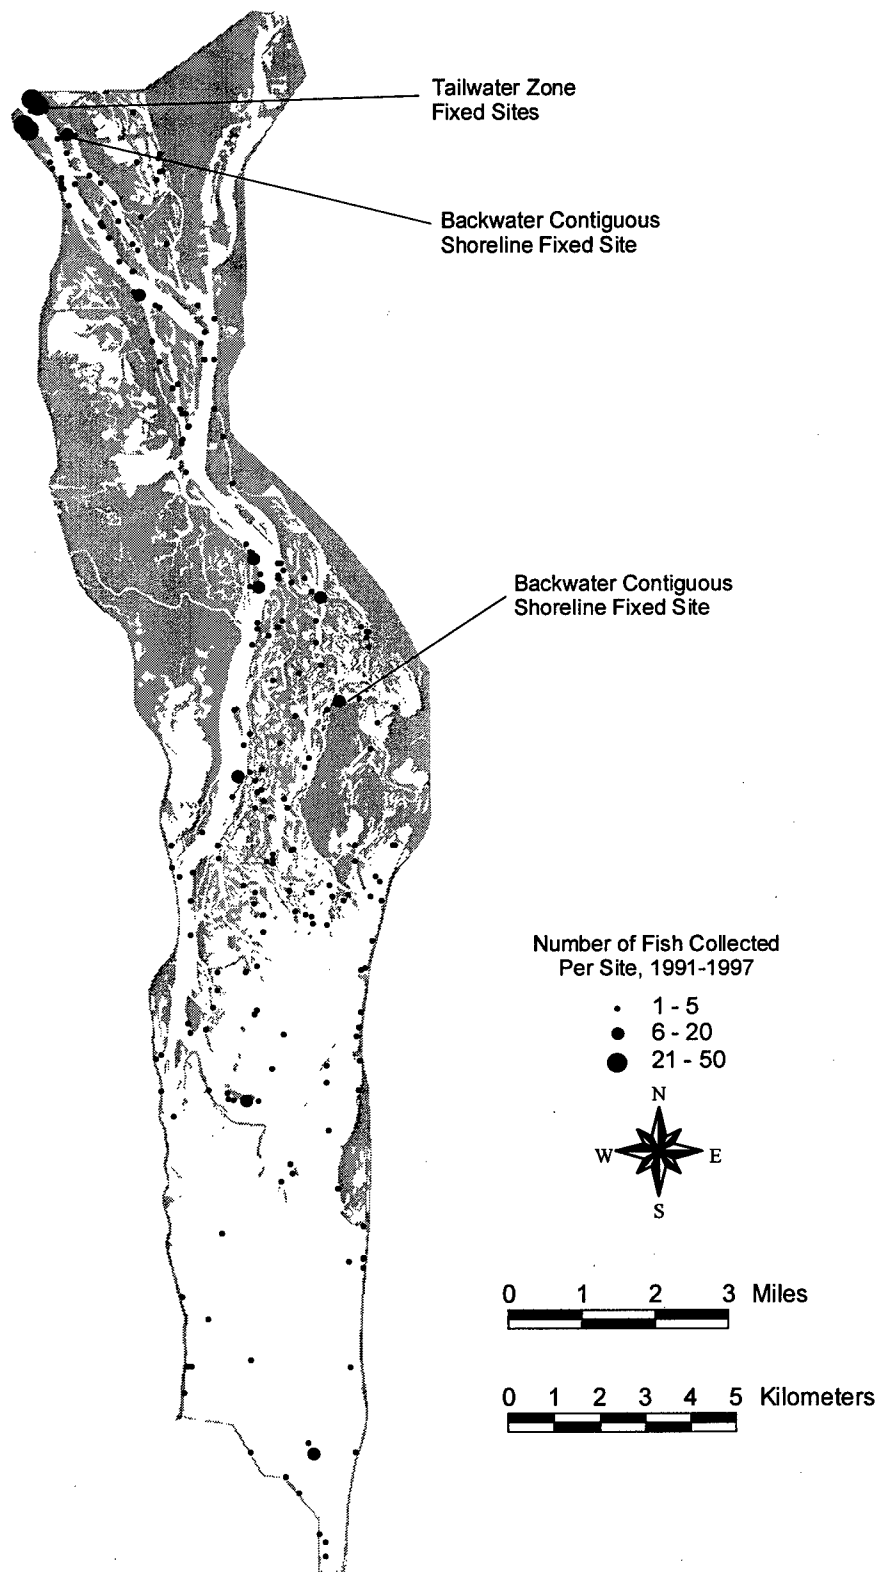 Tailwater Zone
Fixed Sites
Backwater Contiguous
Shoreline Fixed Site
Backwater Contiguous
Shoreline Fixed Site
Number of Fish Collected
Per Site, 1991-1997
1 - 5
6 - 20
21 - 50
N
W E
S
0 1 2 3 Miles
0 1 2 3 4 5 Kilometers